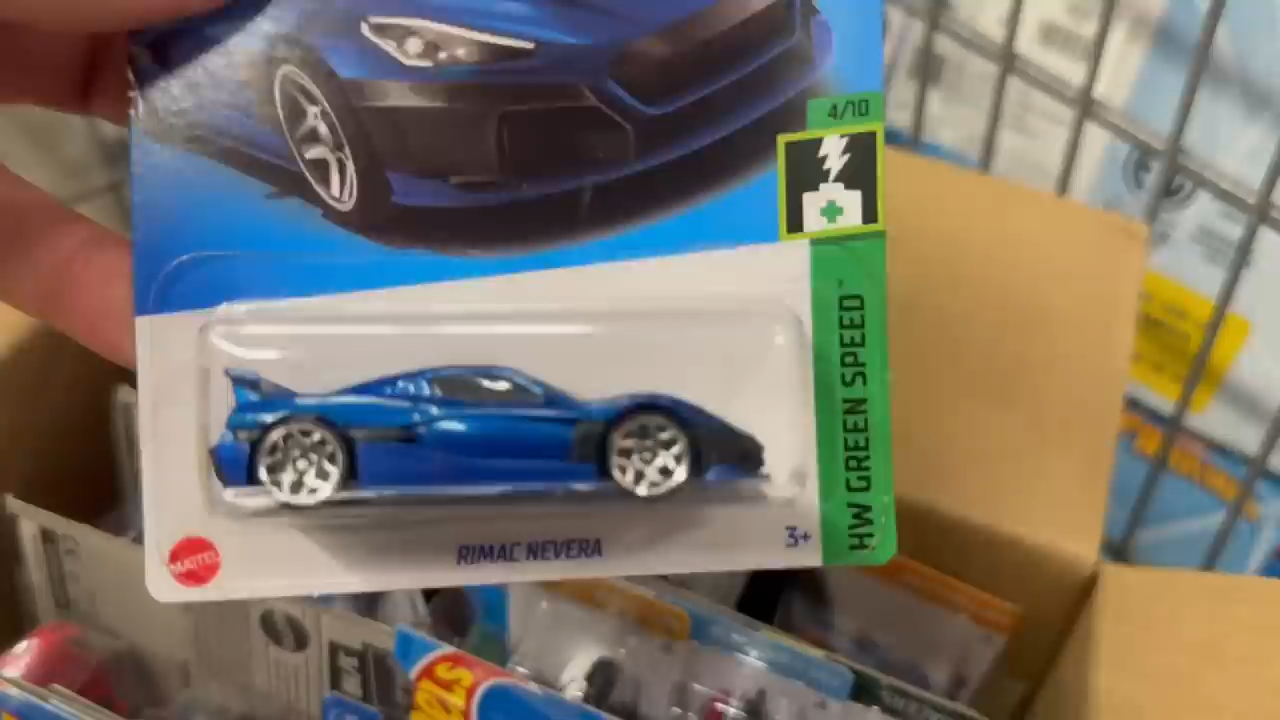 4/10
HW GREEN SPEED™
RIMAC NEVERA
3+
MATTEL